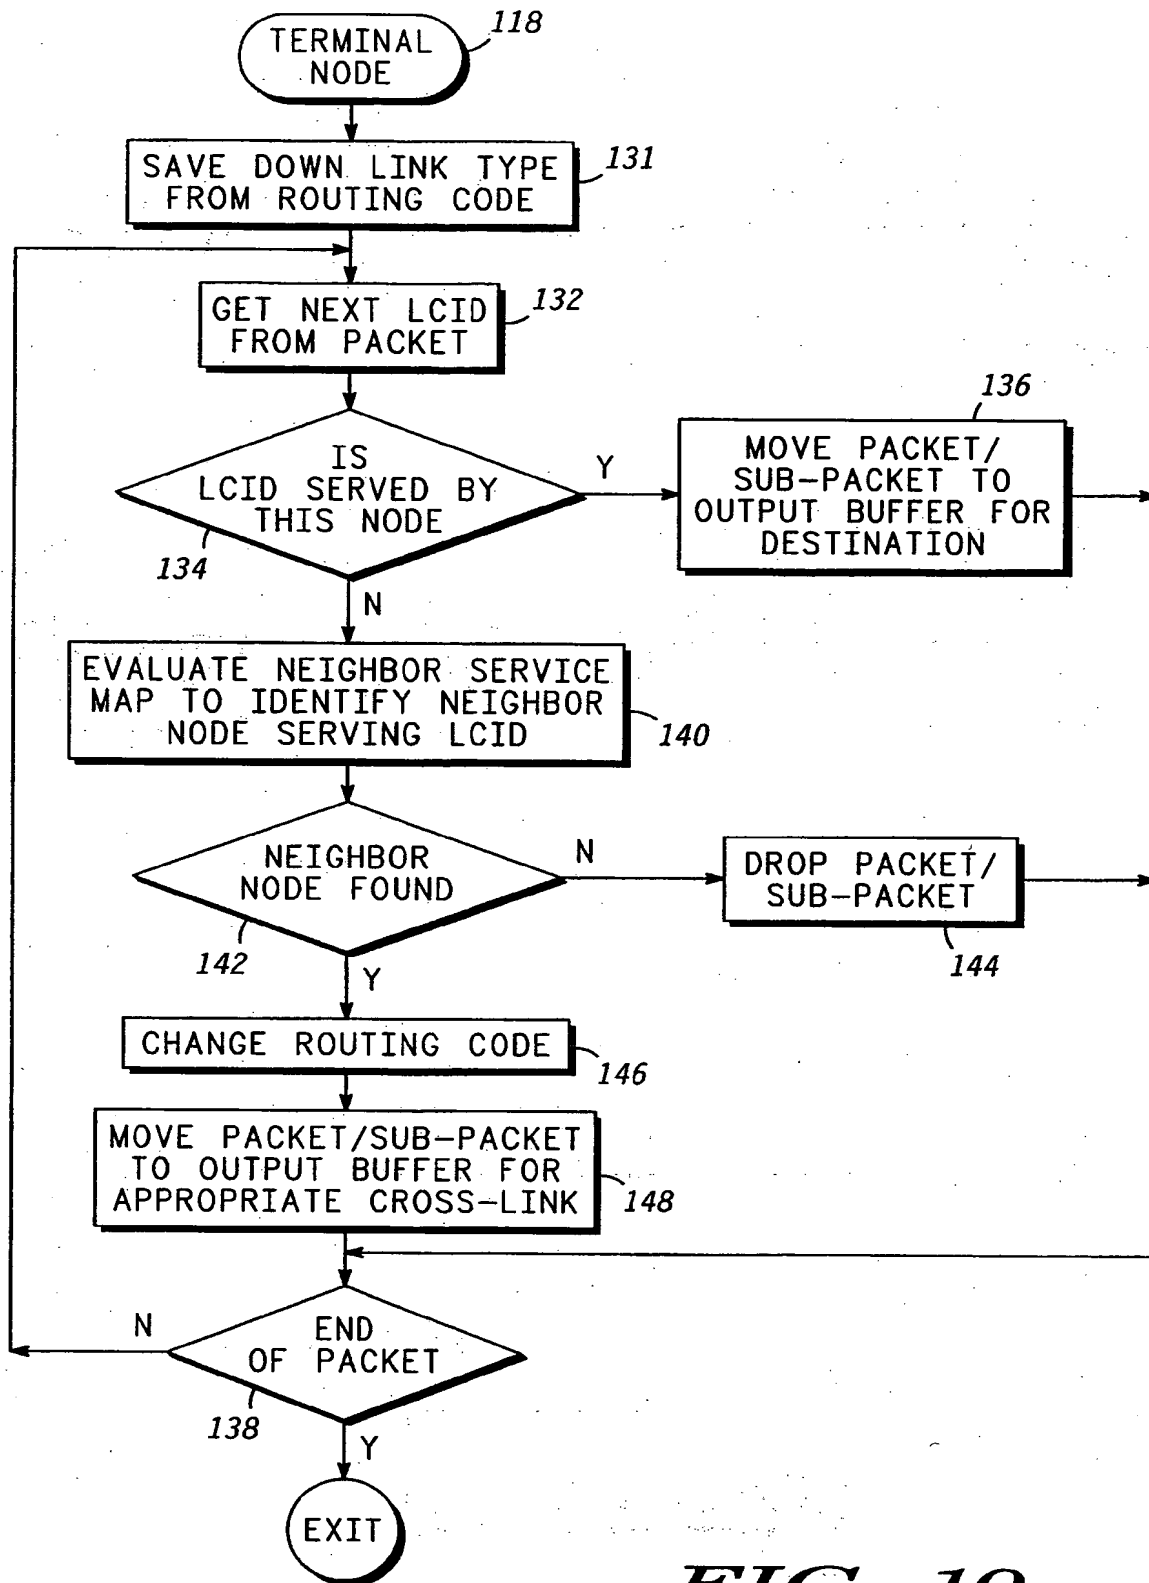 TERMINAL
NODE
118
SAVE DOWN LINK TYPE
FROM ROUTING CODE
131
GET NEXT LCID
FROM PACKET
132
IS
LCID SERVED BY
THIS NODE
134
Y
136
MOVE PACKET/
SUB-PACKET TO
OUTPUT BUFFER FOR
DESTINATION
N
EVALUATE NEIGHBOR SERVICE
MAP TO IDENTIFY NEIGHBOR
NODE SERVING LCID
140
NEIGHBOR
NODE FOUND
142
N
DROP PACKET/
SUB-PACKET
144
Y
CHANGE ROUTING CODE
146
MOVE PACKET/SUB-PACKET
TO OUTPUT BUFFER FOR
APPROPRIATE CROSS-LINK
148
END
OF PACKET
138
N
Y
EXIT